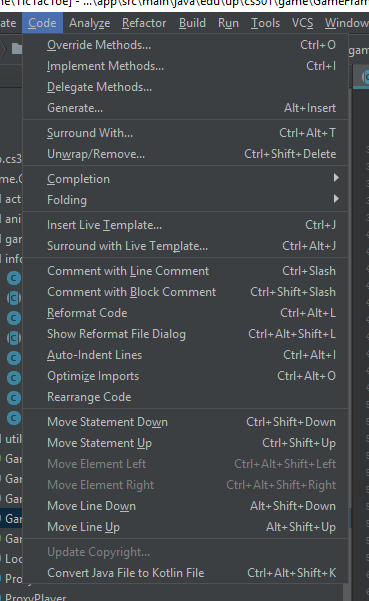 TicTacToe] - ...\app\src\main\java\edu\up\cs301\game\GameFram
ate Code Analyze Refactor Build Run Tools VCS Window
Override Methods... Ctrl+O
Implement Methods... Ctrl+I
Delegate Methods...
Generate... Alt+Insert
Surround With... Ctrl+Alt+T
Unwrap/Remove... Ctrl+Shift+Delete
Completion
Folding
Insert Live Template... Ctrl+J
Surround with Live Template... Ctrl+Alt+J
Comment with Line Comment Ctrl+Slash
Comment with Block Comment Ctrl+Shift+Slash
Reformat Code Ctrl+Alt+L
Show Reformat File Dialog Ctrl+Alt+Shift+L
Auto-Indent Lines Ctrl+Alt+I
Optimize Imports Ctrl+Alt+O
Rearrange Code
Move Statement Down Ctrl+Shift+Down
Move Statement Up Ctrl+Shift+Up
Move Element Left Ctrl+Alt+Shift+Left
Move Element Right Ctrl+Alt+Shift+Right
Move Line Down Alt+Shift+Down
Move Line Up Alt+Shift+Up
Update Copyright...
Convert Java File to Kotlin File Ctrl+Alt+Shift+K
ProxyPlayer